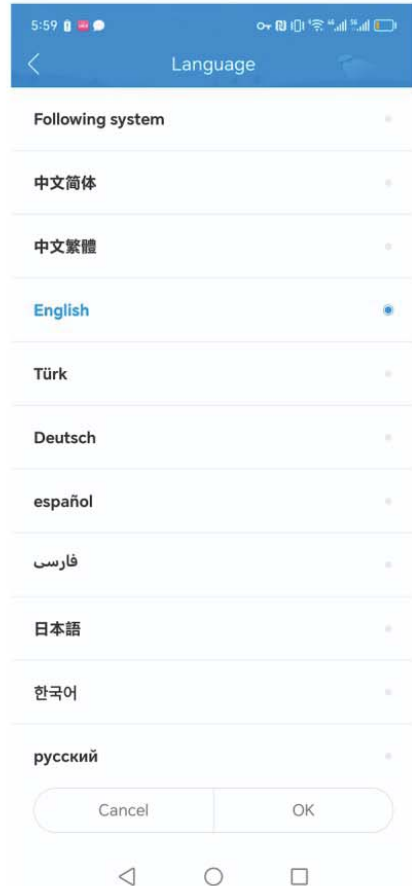 5:59
Language
Following system
中文简体
中文繁體
English
Türk
Deutsch
español
فارسی
日本語
한국어
русский
Cancel
OK